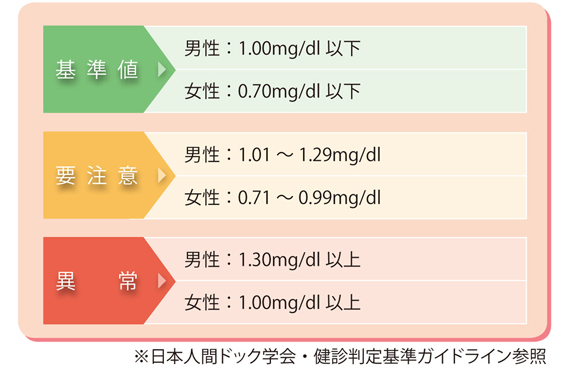 基準値
男性：1.00mg/dl 以下
女性：0.70mg/dl 以下
要注意
男性：1.01 ～ 1.29mg/dl
女性：0.71 ～ 0.99mg/dl
異　常
男性：1.30mg/dl 以上
女性：1.00mg/dl 以上
※日本人間ドック学会・健診判定基準ガイドライン参照